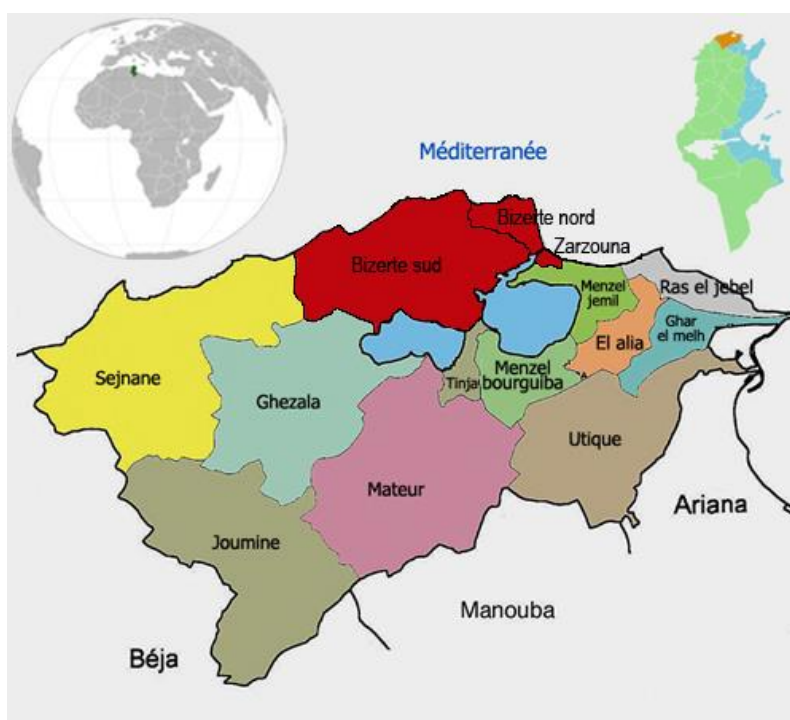 Méditerranée
Bizerte nord
Zarzouna
Bizerte sud
Menzel
jemil
Ras el jebel
Ghar
el melh
El alia
Sejnane
Tinja
Menzel
bourguiba
Ghezala
Utique
Mateur
Ariana
Joumine
Manouba
Béja